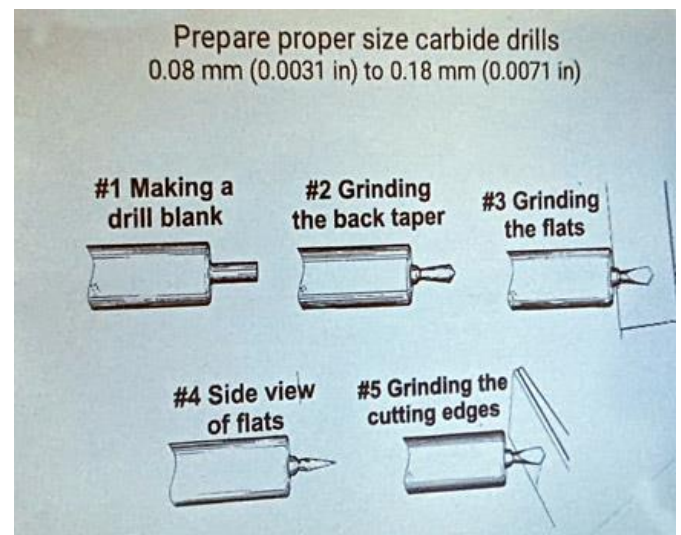 Prepare proper size carbide drills
0.08 mm (0.0031 in) to 0.18 mm (0.0071 in)
#1 Making a
drill blank
#2 Grinding
the back taper
#3 Grinding
the flats
#4 Side view
of flats
#5 Grinding the
cutting edges